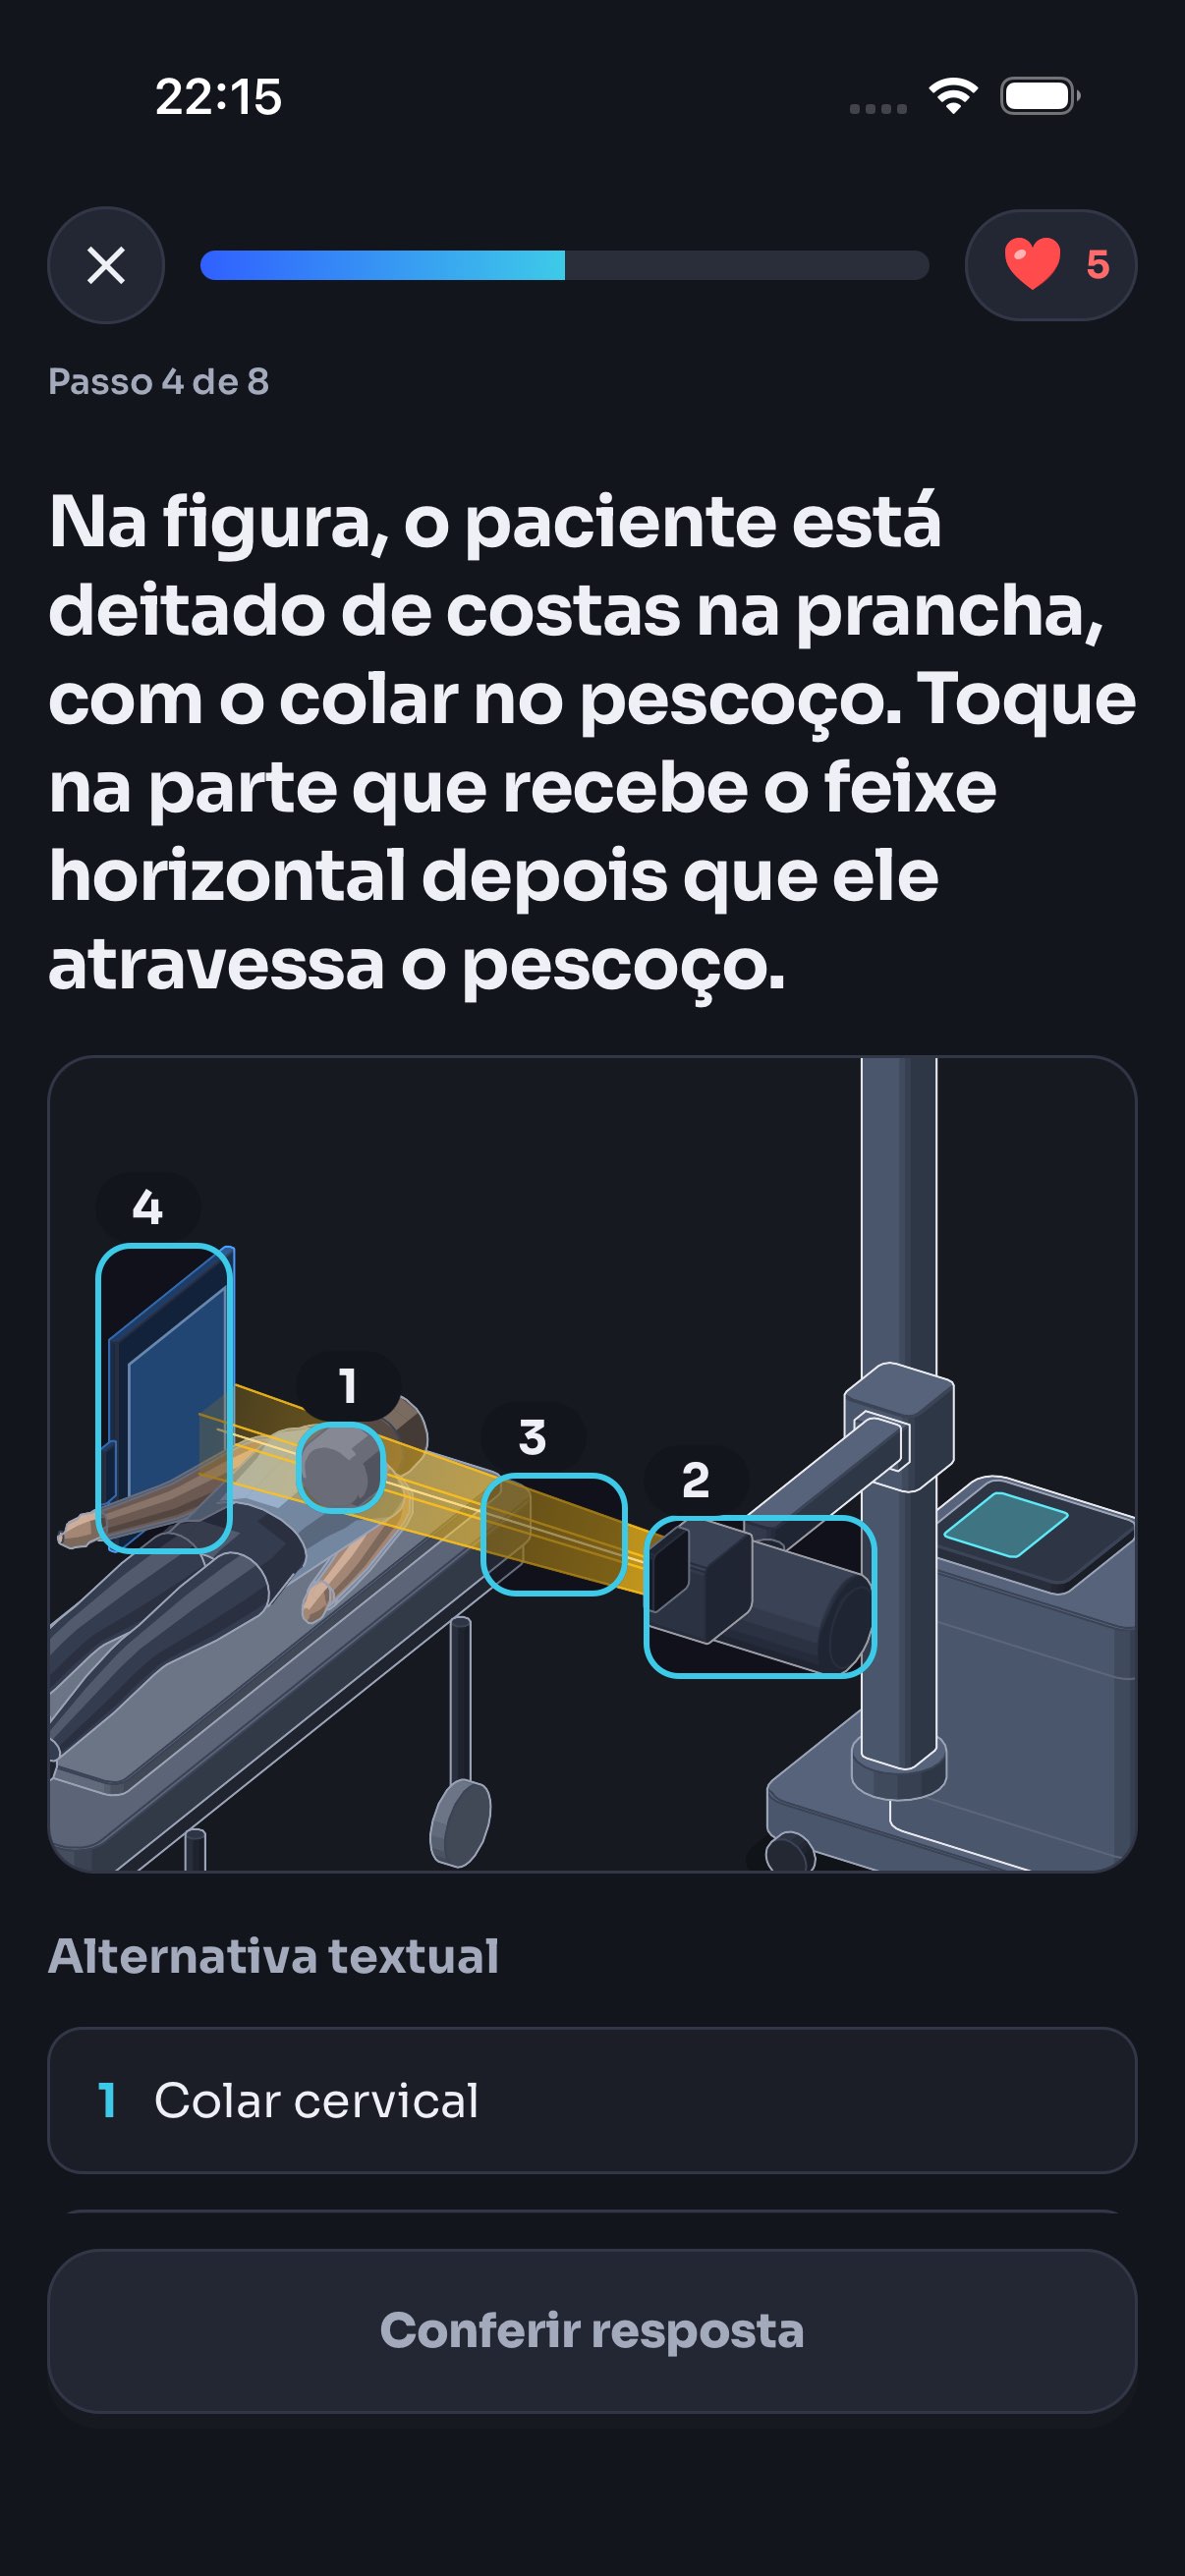 22:15
5
Passo 4 de 8
Na figura, o paciente está
deitado de costas na prancha,
com o colar no pescoço. Toque
na parte que recebe o feixe
horizontal depois que ele
atravessa o pescoço.
4
1
3
2
Alternativa textual
1 Colar cervical
Conferir resposta